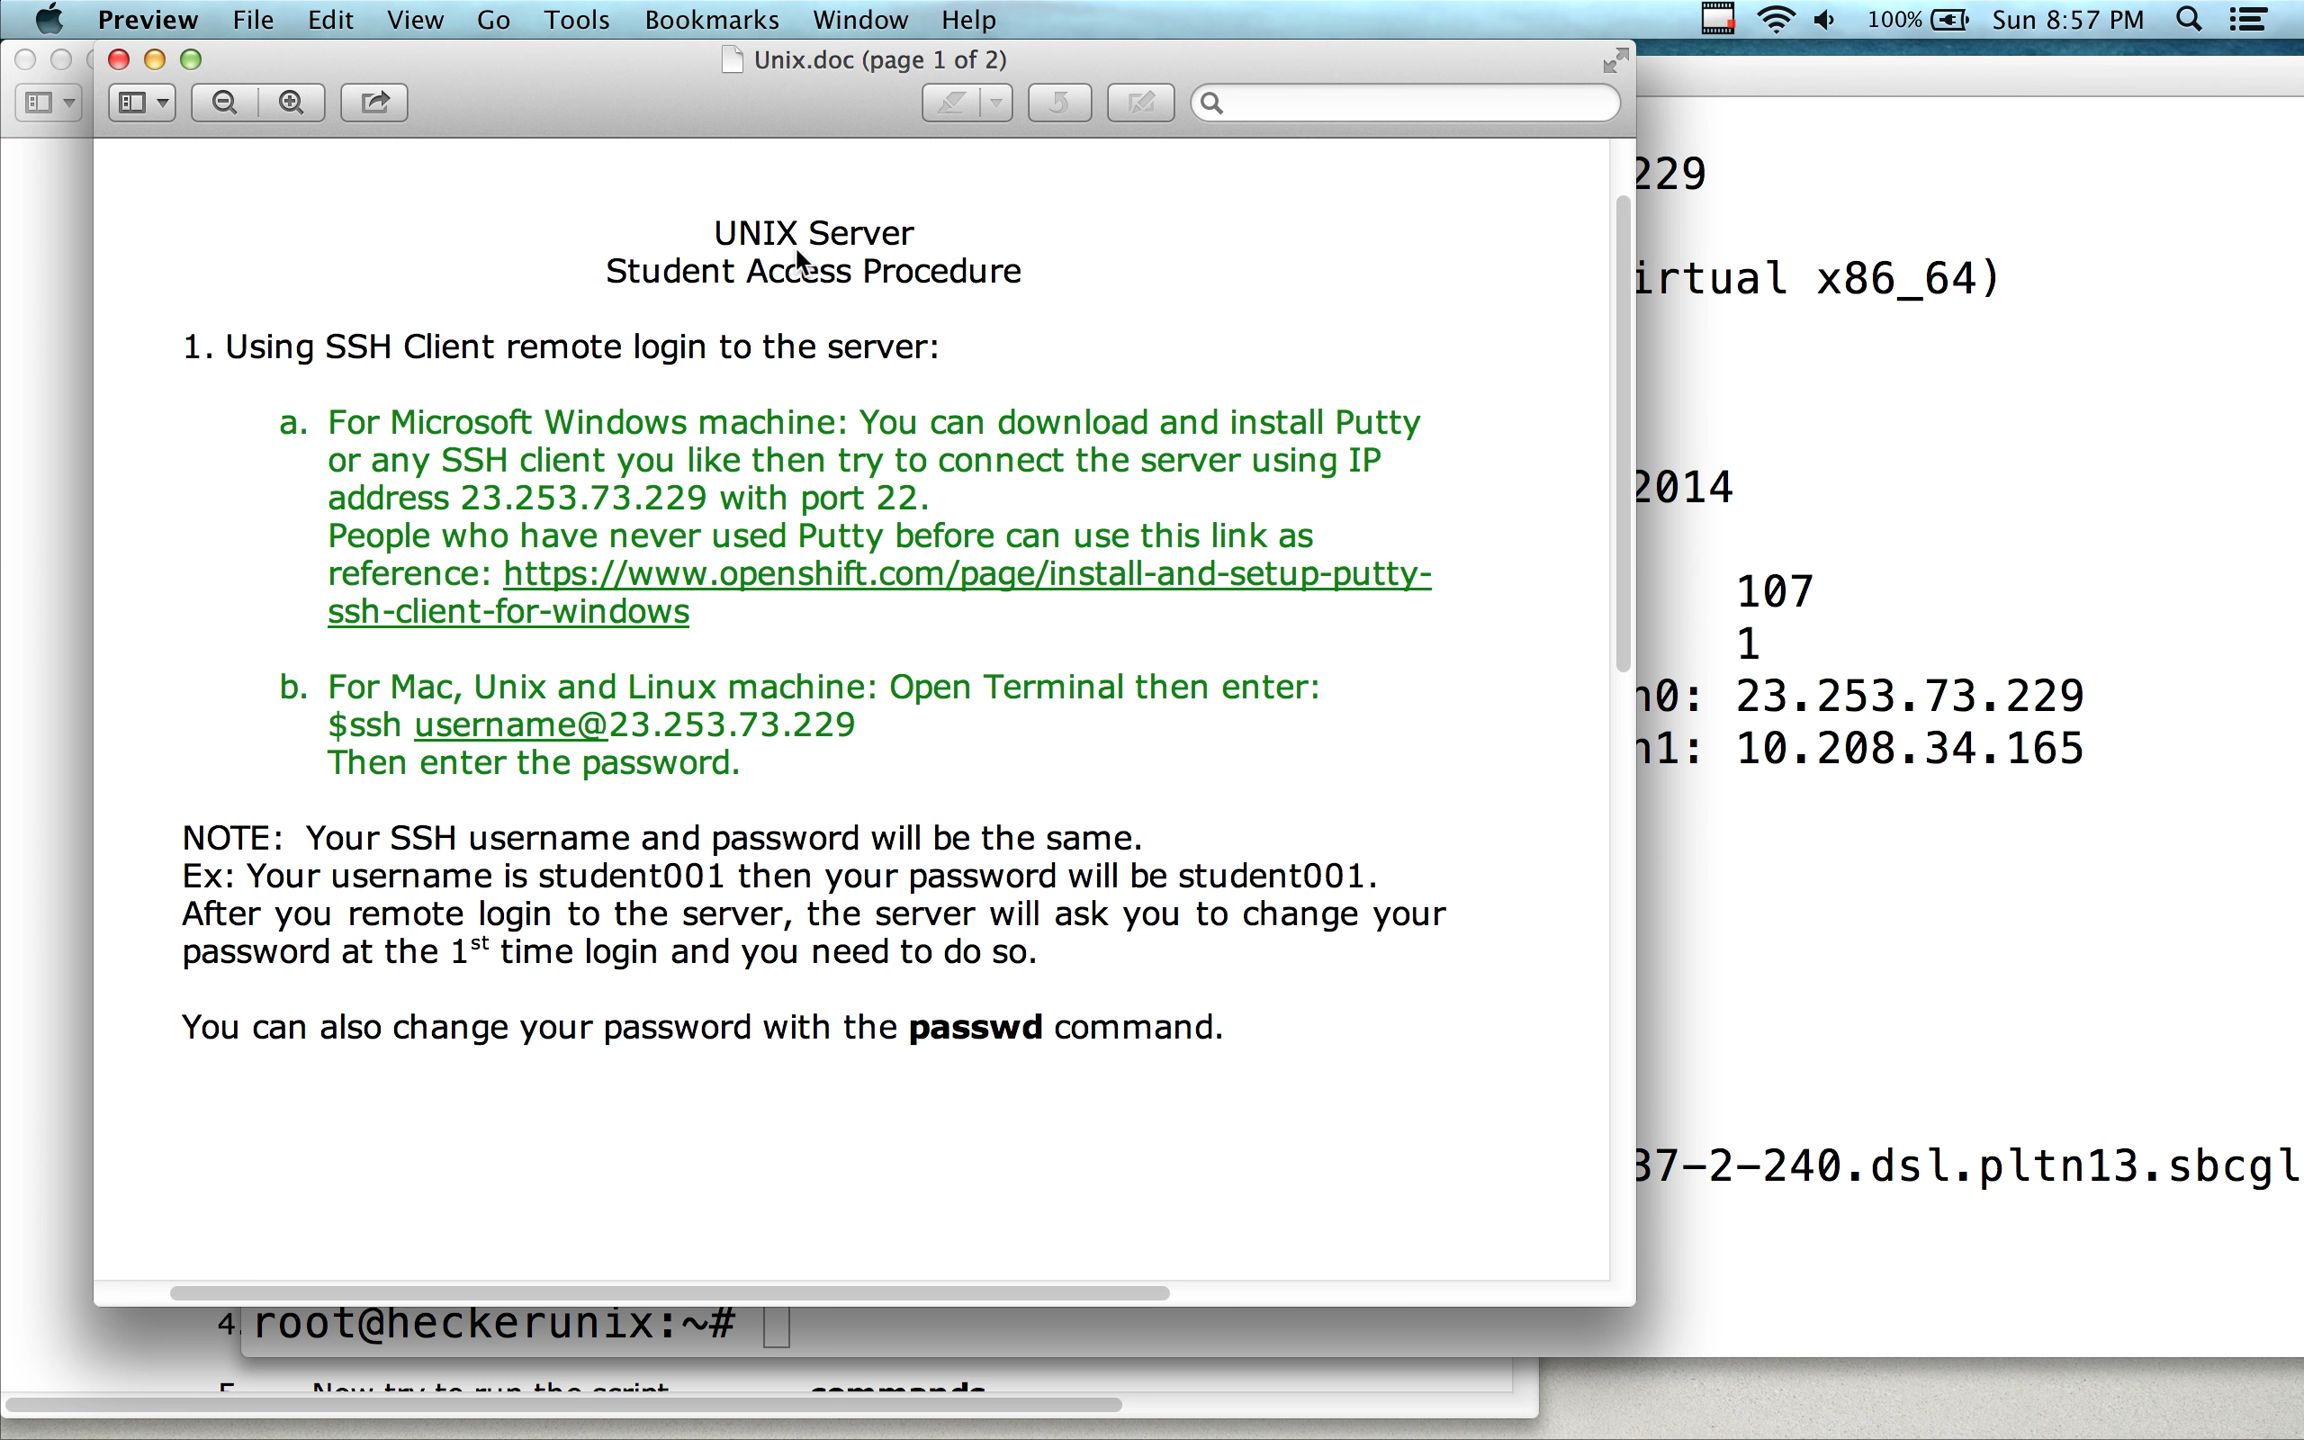 Preview File Edit View Go Tools Bookmarks Window Help 100% Sun 8:57 PM
Unix.doc (page 1 of 2)
UNIX Server
Student Access Procedure
1. Using SSH Client remote login to the server:
a. For Microsoft Windows machine: You can download and install Putty
or any SSH client you like then try to connect the server using IP
address 23.253.73.229 with port 22.
People who have never used Putty before can use this link as
reference: https://www.openshift.com/page/install-and-setup-putty-
ssh-client-for-windows
b. For Mac, Unix and Linux machine: Open Terminal then enter:
$ssh username@23.253.73.229
Then enter the password.
NOTE: Your SSH username and password will be the same.
Ex: Your username is student001 then your password will be student001.
After you remote login to the server, the server will ask you to change your
password at the 1st time login and you need to do so.
You can also change your password with the passwd command.
229
irtual x86_64)
2014
107
1
n0: 23.253.73.229
n1: 10.208.34.165
37-2-240.dsl.pltn13.sbcgl
4.
root@heckerunix:~#
Now try to run the script commands